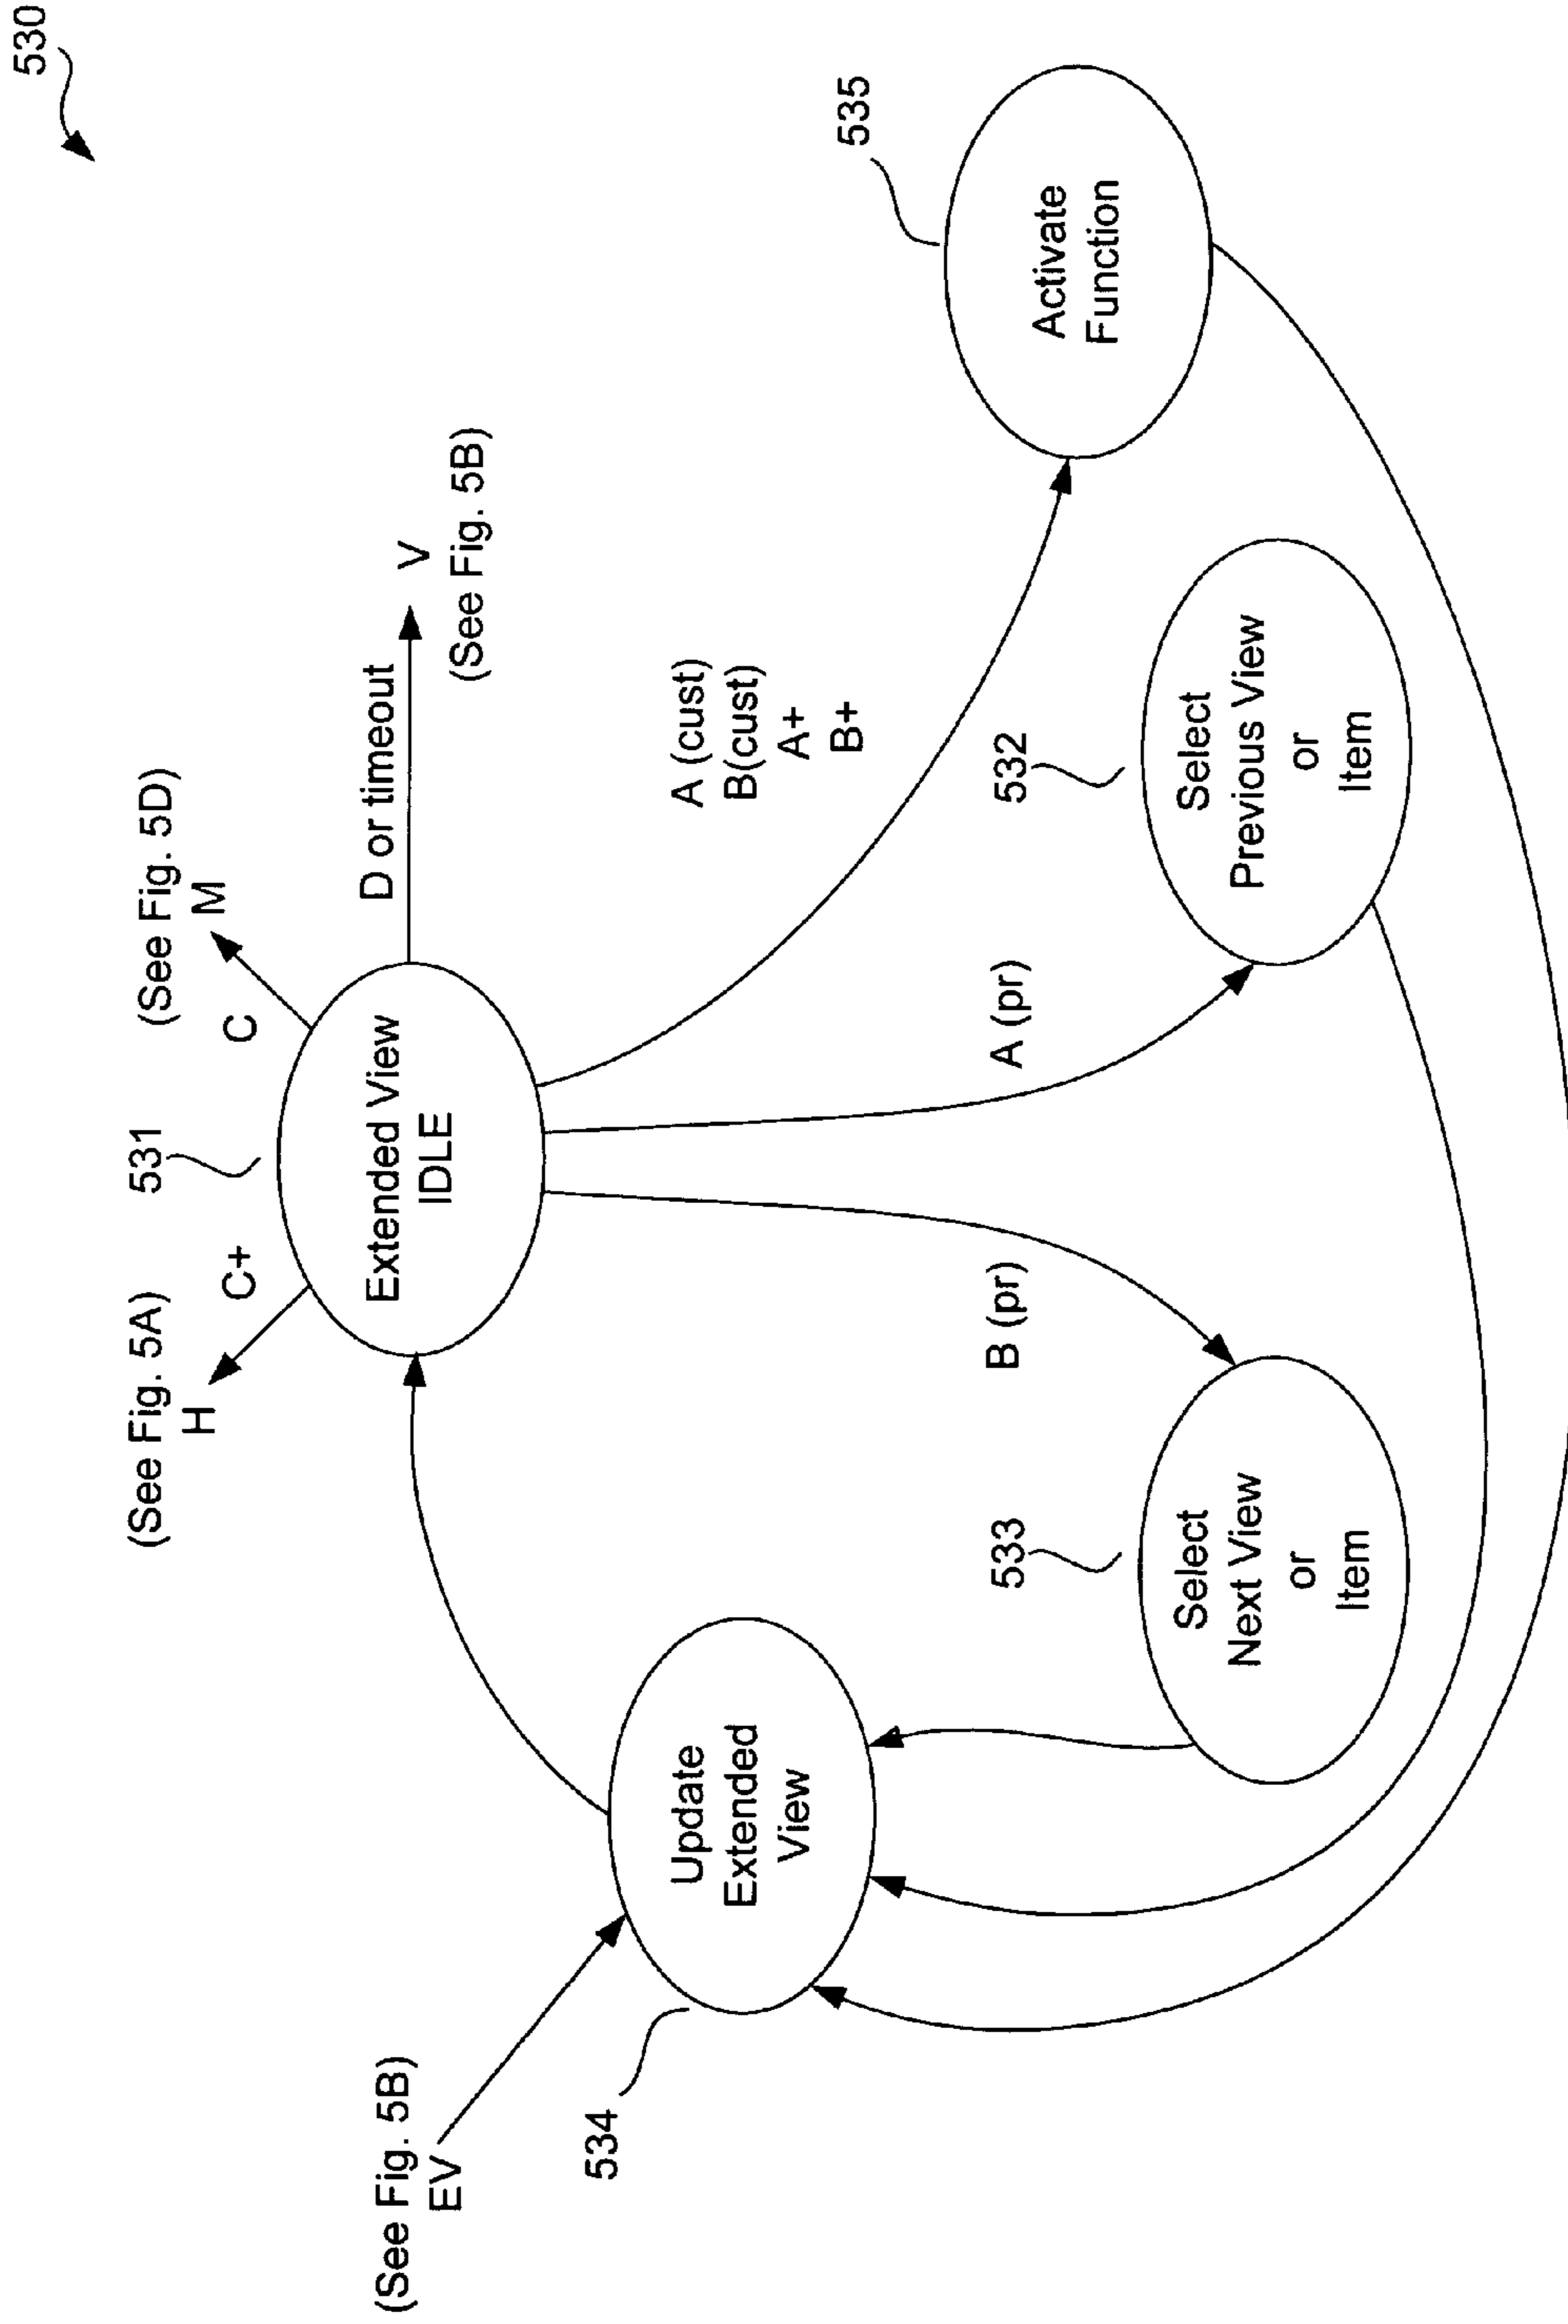 530
(See Fig. 5A)
H
C+
531
C
(See Fig. 5D)
M
Extended View
IDLE
D or timeout
V
(See Fig. 5B)
(See Fig. 5B)
EV
534
Update
Extended
View
A (cust)
B(cust)
A+
B+
535
Activate
Function
B (pr)
A (pr)
533
Select
Next View
or
Item
532
Select
Previous View
or
Item